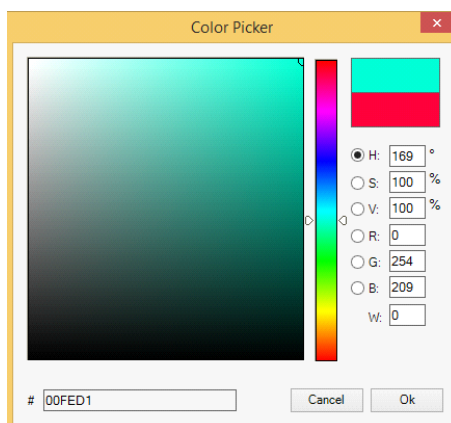 Color Picker
H: 169 °
S: 100 %
V: 100 %
R: 0
G: 254
B: 209
W: 0
# 00FED1 Cancel Ok